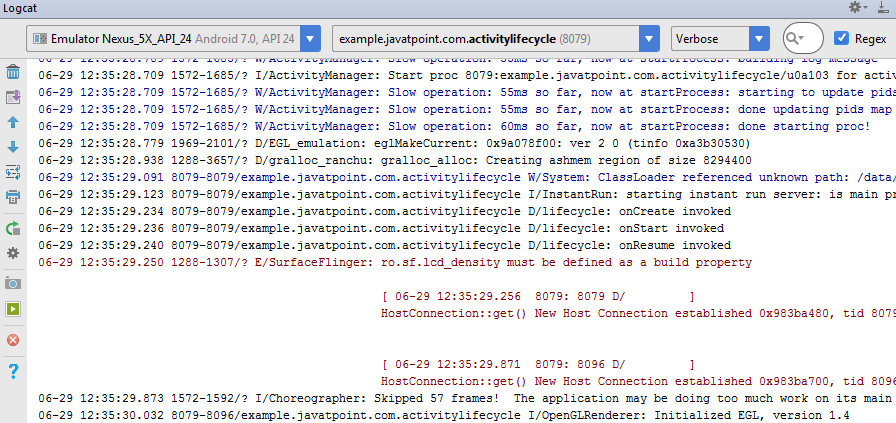 Logcat
Emulator Nexus_5X_API_24 Android 7.0, API 24
example.javatpoint.com.activitylifecycle (8079)
Verbose
Regex
06-29 12:35:28.709 1572-1685/? W/ActivityManager: Slow operation: 55ms so far, now at startProcess: building log message
06-29 12:35:28.709 1572-1685/? I/ActivityManager: Start proc 8079:example.javatpoint.com.activitylifecycle/u0a103 for activ
06-29 12:35:28.709 1572-1685/? W/ActivityManager: Slow operation: 55ms so far, now at startProcess: starting to update pids
06-29 12:35:28.709 1572-1685/? W/ActivityManager: Slow operation: 55ms so far, now at startProcess: done updating pids map
06-29 12:35:28.709 1572-1685/? W/ActivityManager: Slow operation: 60ms so far, now at startProcess: done starting proc!
06-29 12:35:28.779 1969-2101/? D/EGL_emulation: eglMakeCurrent: 0x9a078f00: ver 2 0 (tinfo 0xa3b30530)
06-29 12:35:28.938 1288-3657/? D/gralloc_ranchu: gralloc_alloc: Creating ashmem region of size 8294400
06-29 12:35:29.091 8079-8079/example.javatpoint.com.activitylifecycle W/System: ClassLoader referenced unknown path: /data/
06-29 12:35:29.123 8079-8079/example.javatpoint.com.activitylifecycle I/InstantRun: starting instant run server: is main pr
06-29 12:35:29.234 8079-8079/example.javatpoint.com.activitylifecycle D/lifecycle: onCreate invoked
06-29 12:35:29.236 8079-8079/example.javatpoint.com.activitylifecycle D/lifecycle: onStart invoked
06-29 12:35:29.240 8079-8079/example.javatpoint.com.activitylifecycle D/lifecycle: onResume invoked
06-29 12:35:29.250 1288-1307/? E/SurfaceFlinger: ro.sf.lcd_density must be defined as a build property
[ 06-29 12:35:29.256  8079: 8079 D/         ]
HostConnection::get() New Host Connection established 0x983ba480, tid 8079
[ 06-29 12:35:29.871  8079: 8096 D/         ]
HostConnection::get() New Host Connection established 0x983ba700, tid 8096
06-29 12:35:29.873 1572-1592/? I/Choreographer: Skipped 57 frames!  The application may be doing too much work on its main
06-29 12:35:30.032 8079-8096/example.javatpoint.com.activitylifecycle I/OpenGLRenderer: Initialized EGL, version 1.4